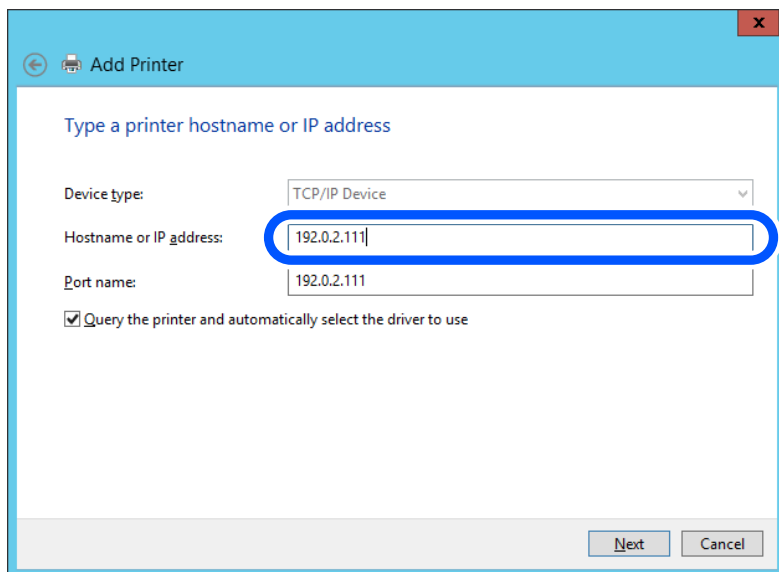 x
Add Printer
Type a printer hostname or IP address
Device type: TCP/IP Device
Hostname or IP address: 192.0.2.111
Port name: 192.0.2.111
Query the printer and automatically select the driver to use
Next Cancel